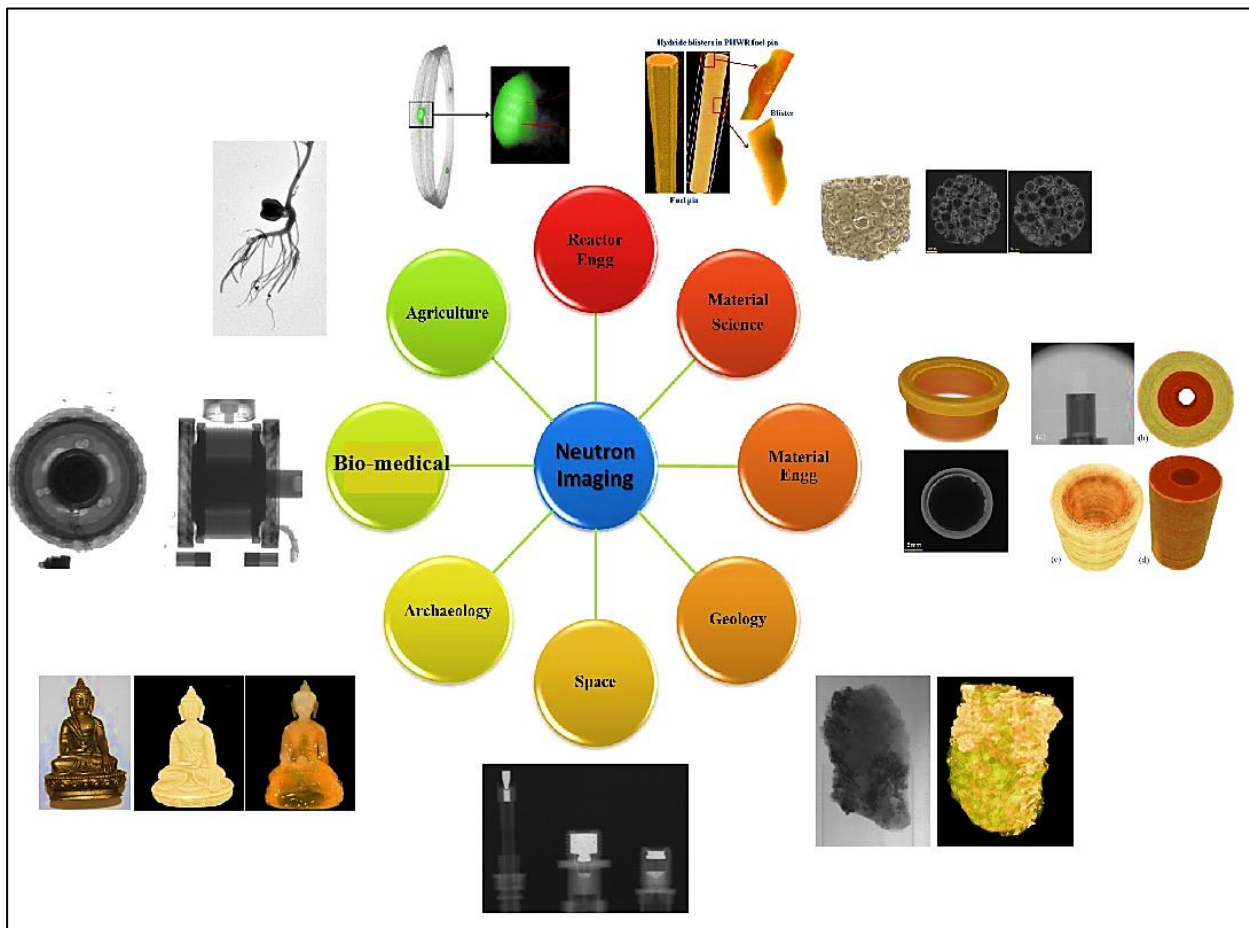 Hydride blisters in PHWR fuel pin
Blister
Fuel pin
Reactor
Engg
Agriculture
Material
Science
Bio-medical
Neutron
Imaging
Material
Engg
(b)
(d)
Archaeology
Geology
Space